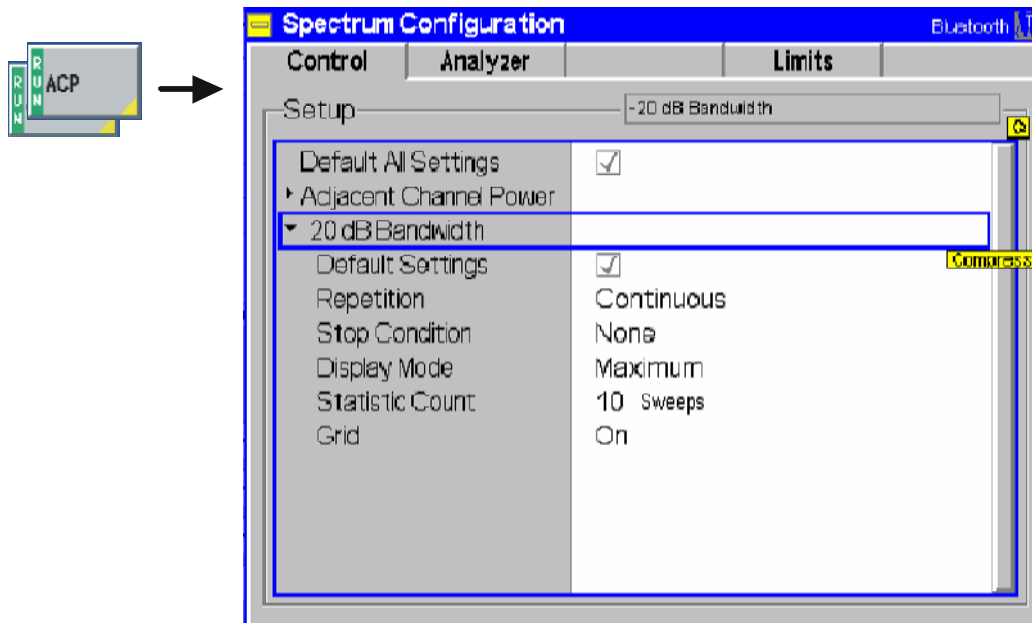 RUN
RUN
ACP
Spectrum Configuration
Bluetooth
Control
Analyzer
Limits
Setup
-20 dB Bandwidth
Default All Settings
Adjacent Channel Power
20 dB Bandwidth
Default Settings
Compress
Repetition
Continuous
Stop Condition
None
Display Mode
Maximum
Statistic Count
10 Sweeps
Grid
On